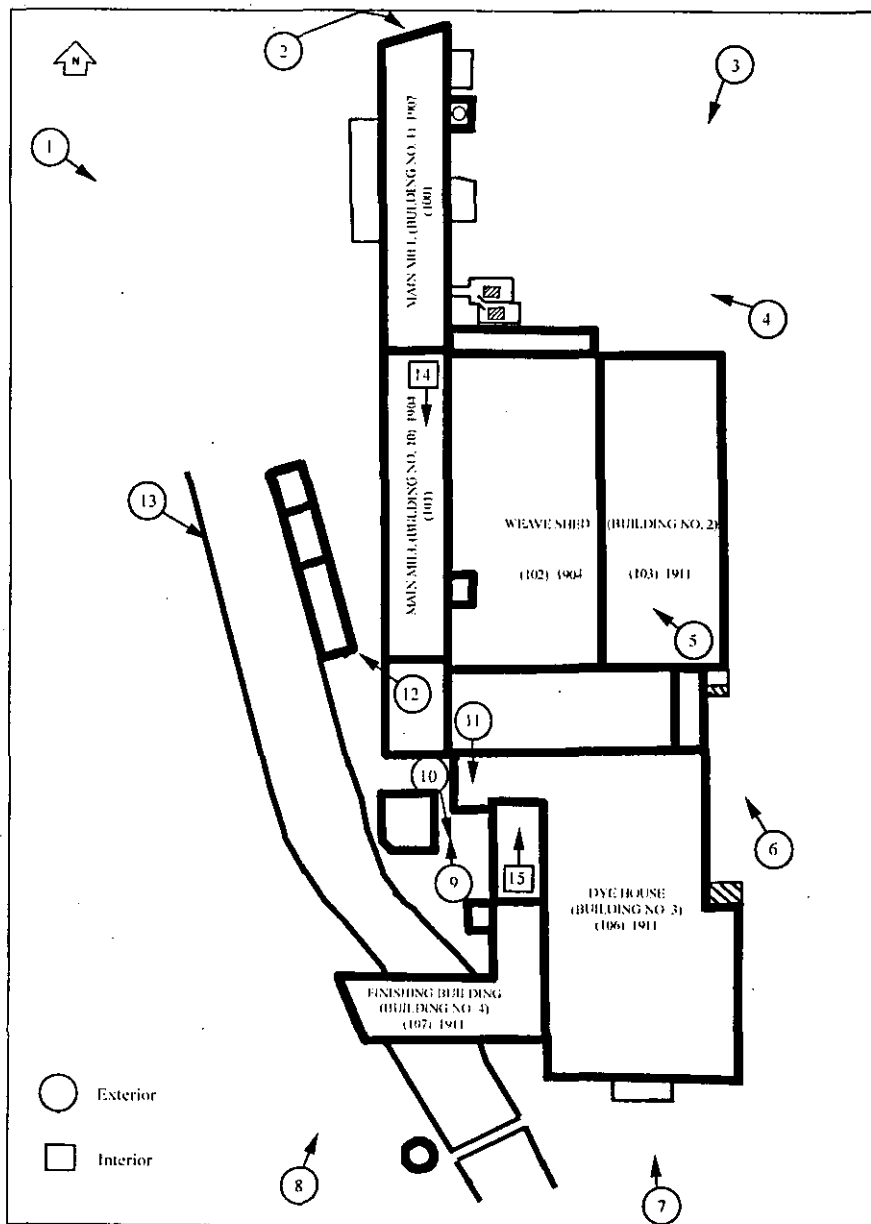 2
N
3
1
MAIN MILL (BUILDING NO. 1) 1907
(100)
4
14
MAIN MILL (BUILDING NO. 10) 1904
(101)
13
WEAVE SHED (BUILDING NO. 2)
(102) 1904 (103) 1911
5
12
11
10
6
9
15
DYE HOUSE
(BUILDING NO. 3)
(106) 1911
FINISHING BUILDING
(BUILDING NO. 4)
(107) 1911
Exterior
Interior
8
7